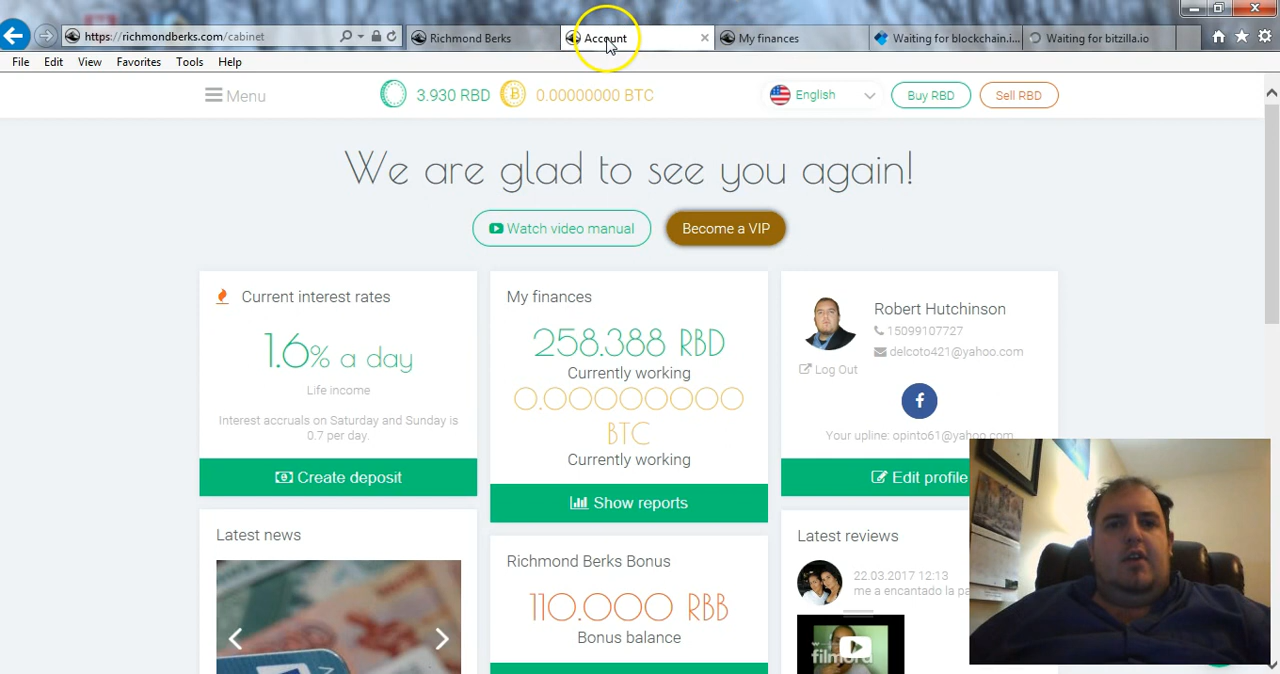 https://richmondberks.com/cabinet
Richmond Berks
Account
My finances
Waiting for blockchain.i...
Waiting for bitzilla.io
File Edit View Favorites Tools Help
Menu
3.930 RBD
0.00000000 BTC
English
Buy RBD
Sell RBD
We are glad to see you again!
Watch video manual
Become a VIP
Current interest rates
1.6% a day
Life income
Interest accruals on Saturday and Sunday is
0.7 per day.
Create deposit
My finances
258.388 RBD
Currently working
0.00000000
BTC
Currently working
Show reports
Robert Hutchinson
15099107727
delcoto421@yahoo.com
Log Out
Your upline: opinto61@yahoo.com
Edit profile
Latest news
Richmond Berks Bonus
110.000 RBB
Bonus balance
Latest reviews
22.03.2017 12:13
me a encantado la pa
filmora